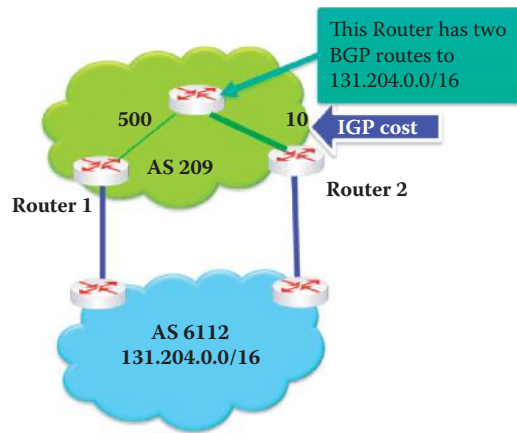 This Router has two
BGP routes to
131.204.0.0/16
500
10
IGP cost
AS 209
Router 1
Router 2
AS 6112
131.204.0.0/16